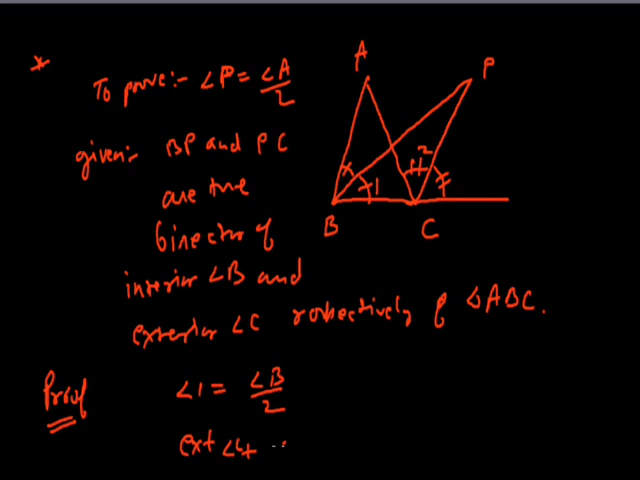 *
To prove:- ∠P = ∠A/2
given:- BP and PC
are the
bisector of
interior ∠B and
exterior ∠C respectively of △ABC.
Proof
∠1 = ∠B/2
ext ∠4
A
P
1
2
B
C